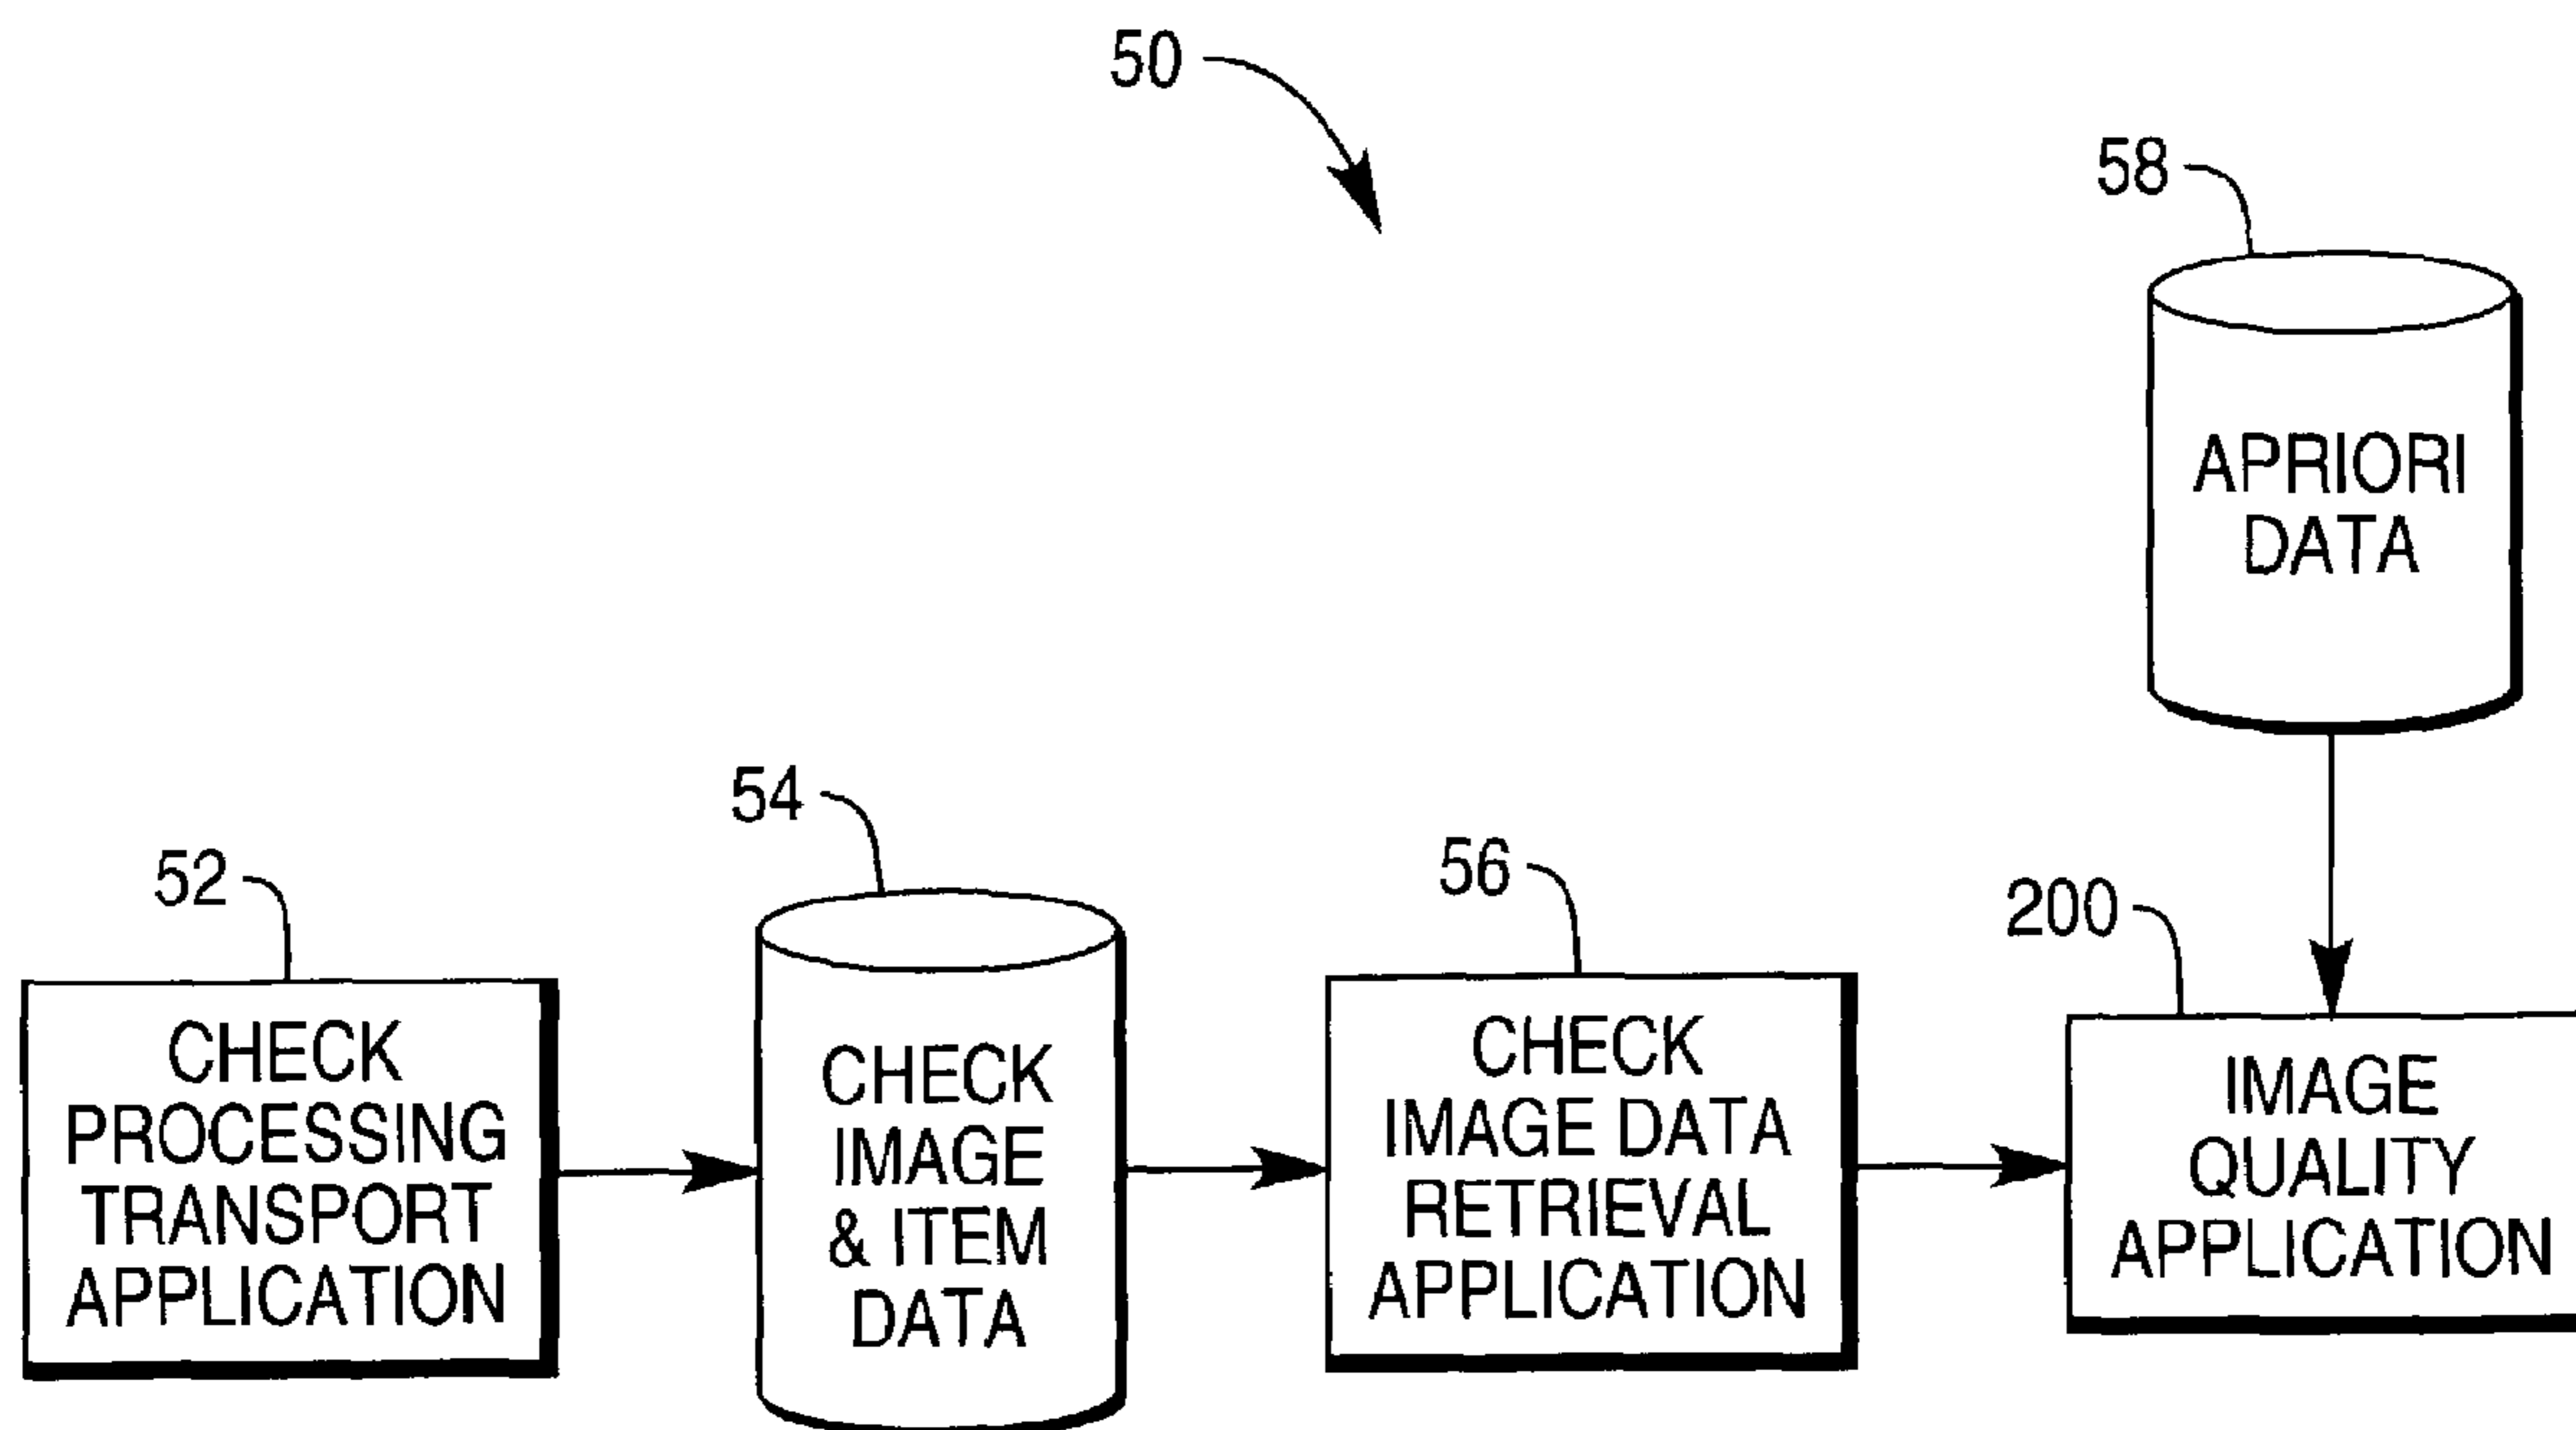 50
58
APRIORI
DATA
54
52
56
200
CHECK
PROCESSING
TRANSPORT
APPLICATION
CHECK
IMAGE
& ITEM
DATA
CHECK
IMAGE DATA
RETRIEVAL
APPLICATION
IMAGE
QUALITY
APPLICATION